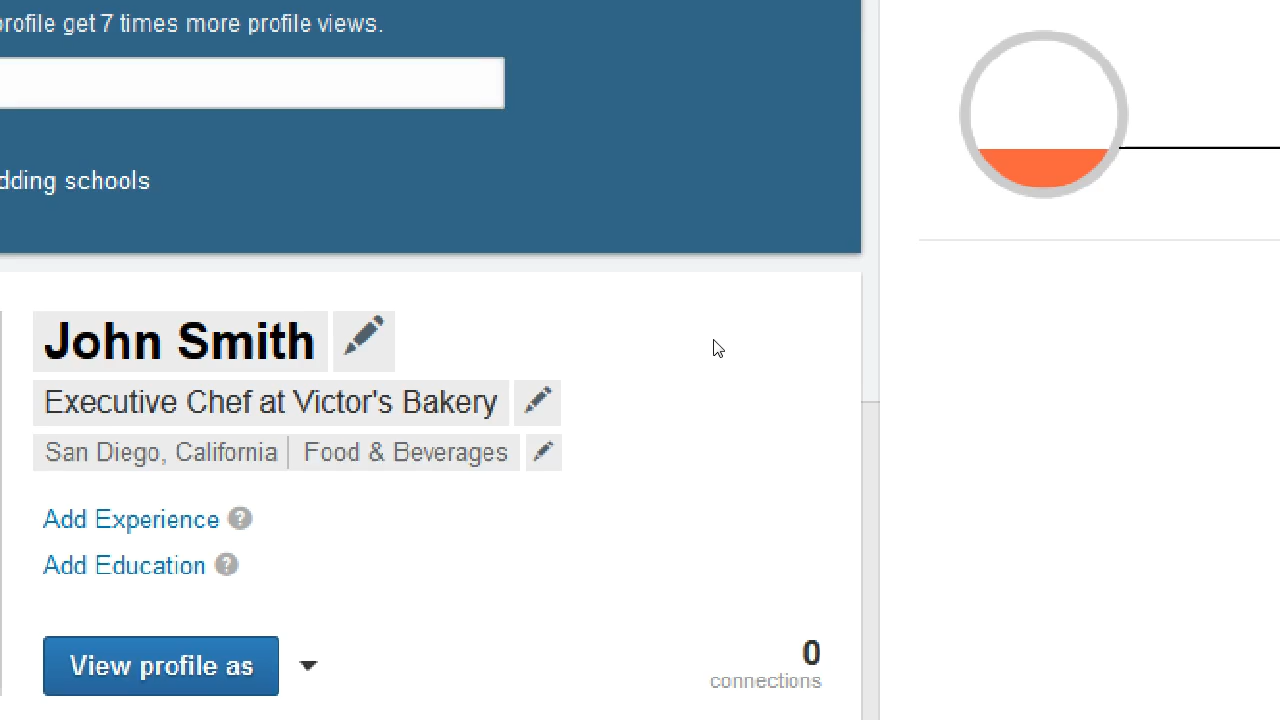 profile get 7 times more profile views.
dding schools
John Smith
Executive Chef at Victor's Bakery
San Diego, California | Food & Beverages
Add Experience ?
Add Education ?
View profile as
0
connections